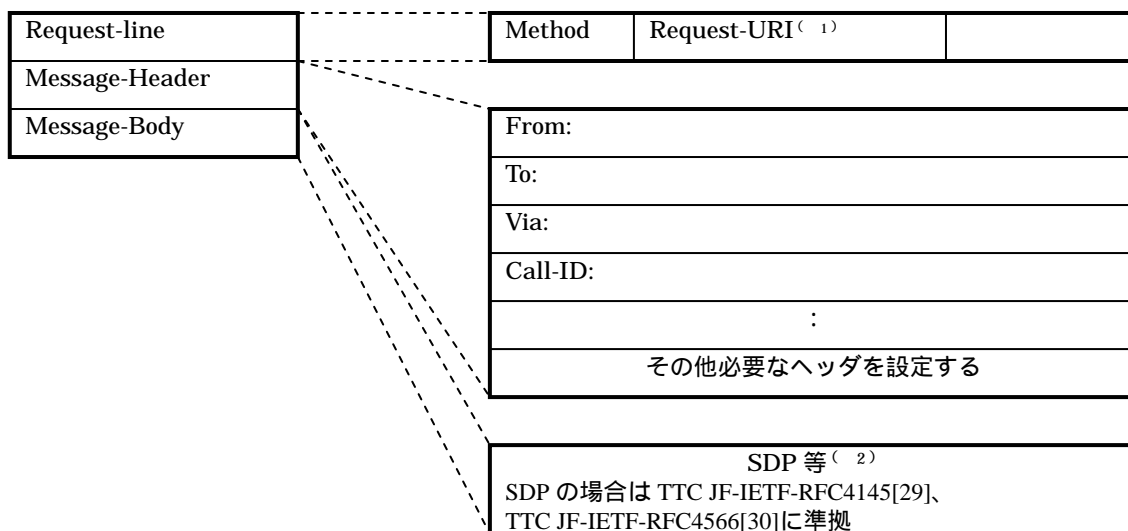 Request-line
Method Request-URI( 1)
Message-Header
Message-Body
From:
To:
Via:
Call-ID:
:
その他必要なヘッダを設定する
SDP 等( 2)
SDP の場合は TTC JF-IETF-RFC4145[29]、
TTC JF-IETF-RFC4566[30]に準拠